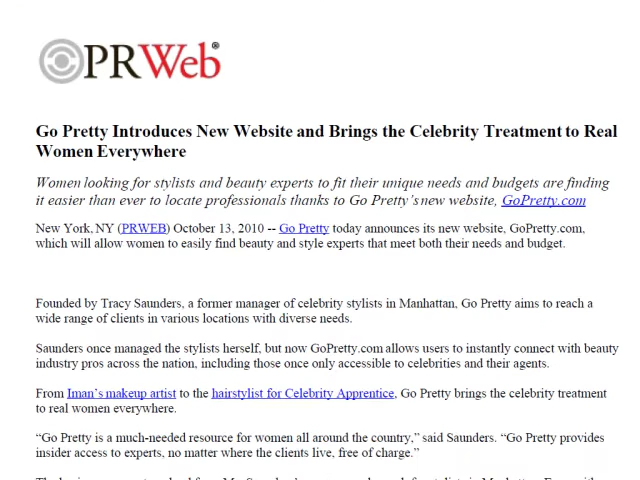 PRWeb®
Go Pretty Introduces New Website and Brings the Celebrity Treatment to Real
Women Everywhere
Women looking for stylists and beauty experts to fit their unique needs and budgets are finding
it easier than ever to locate professionals thanks to Go Pretty's new website, GoPretty.com
New York, NY (PRWEB) October 13, 2010 -- Go Pretty today announces its new website, GoPretty.com,
which will allow women to easily find beauty and style experts that meet both their needs and budget.
Founded by Tracy Saunders, a former manager of celebrity stylists in Manhattan, Go Pretty aims to reach a
wide range of clients in various locations with diverse needs.
Saunders once managed the stylists herself, but now GoPretty.com allows users to instantly connect with beauty
industry pros across the nation, including those once only accessible to celebrities and their agents.
From Iman's makeup artist to the hairstylist for Celebrity Apprentice, Go Pretty brings the celebrity treatment
to real women everywhere.
“Go Pretty is a much-needed resource for women all around the country,” said Saunders. “Go Pretty provides
insider access to experts, no matter where the clients live, free of charge.”